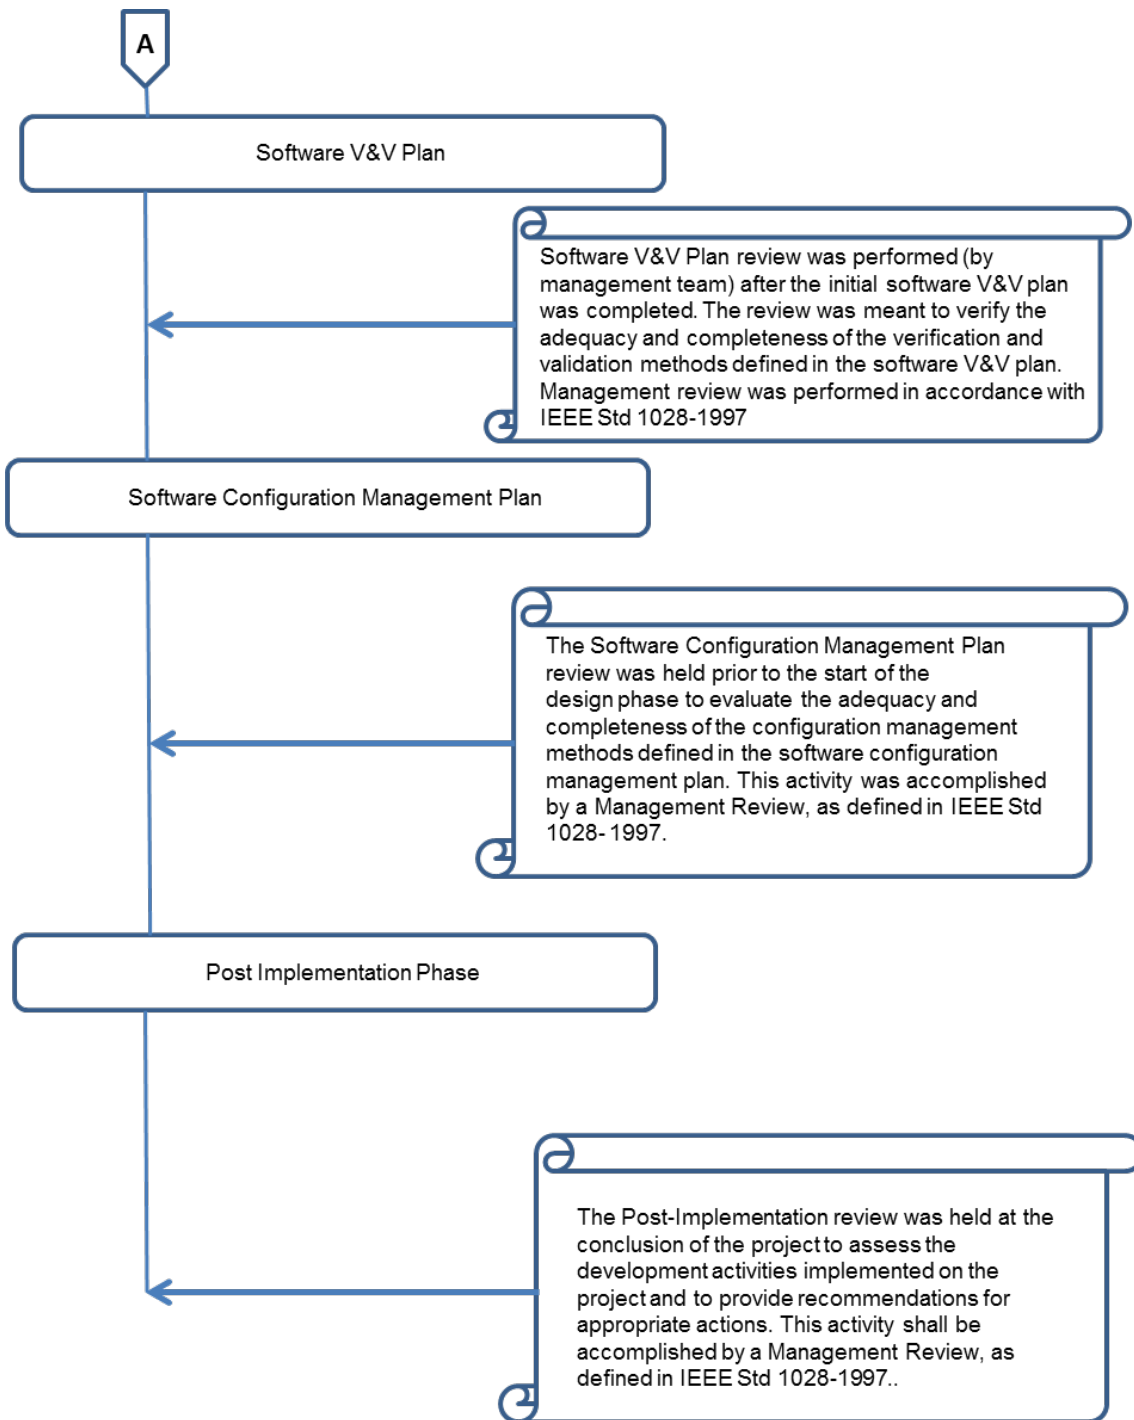 A
Software V&V Plan
Software V&V Plan review was performed (by
management team) after the initial software V&V plan
was completed. The review was meant to verify the
adequacy and completeness of the verification and
validation methods defined in the software V&V plan.
Management review was performed in accordance with
IEEE Std 1028-1997
Software Configuration Management Plan
The Software Configuration Management Plan
review was held prior to the start of the
design phase to evaluate the adequacy and
completeness of the configuration management
methods defined in the software configuration
management plan. This activity was accomplished
by a Management Review, as defined in IEEE Std
1028- 1997.
Post Implementation Phase
The Post-Implementation review was held at the
conclusion of the project to assess the
development activities implemented on the
project and to provide recommendations for
appropriate actions. This activity shall be
accomplished by a Management Review, as
defined in IEEE Std 1028-1997..